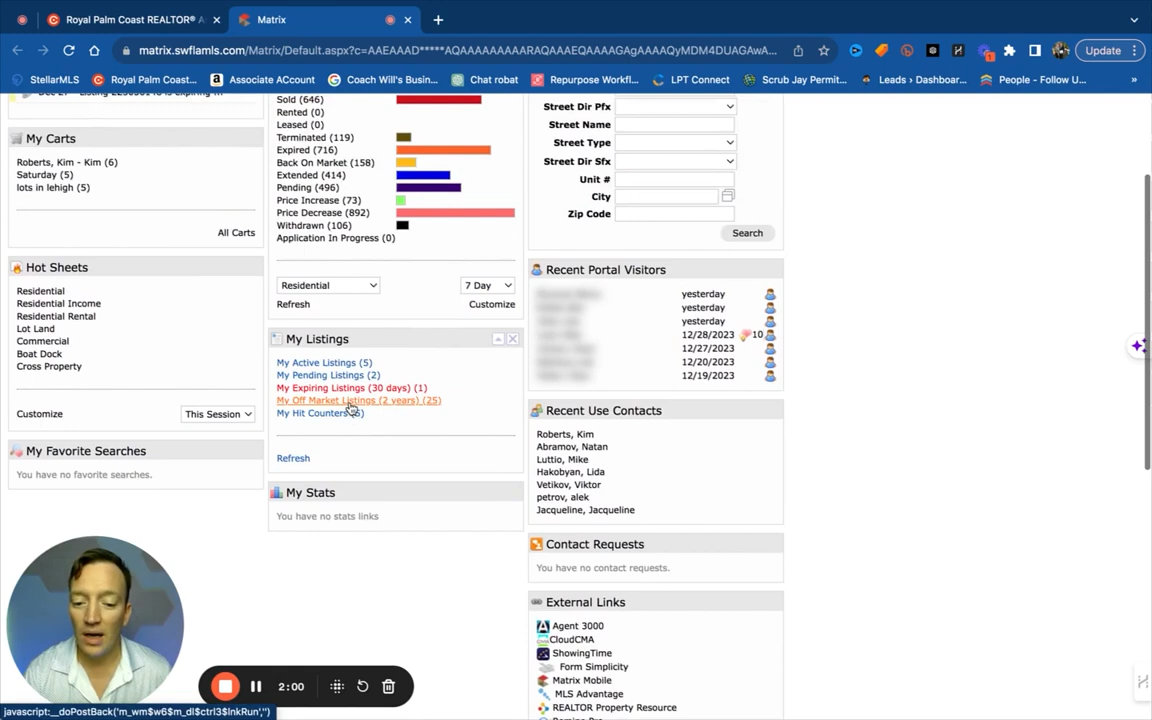 Royal Palm Coast REALTOR® A
Matrix
matrix.swflamls.com/Matrix/Default.aspx?c=AAEAAAD*****AQAAAAAAAAARAQAAAEQAAAAGAgAAAAQyMDM4DUAGAwA...
Update
StellarMLS
Royal Palm Coast...
Associate ACcount
Coach Will's Busin...
Chat robat
Repurpose Workfl...
LPT Connect
Scrub Jay Permit...
Leads › Dashboar...
People - Follow U...
»
My Carts
Roberts, Kim - Kim (6)
Saturday (5)
lots in lehigh (5)
All Carts
Hot Sheets
Residential
Residential Income
Residential Rental
Lot Land
Commercial
Boat Dock
Cross Property
Customize
This Session
My Favorite Searches
You have no favorite searches.
Sold (646)
Rented (0)
Leased (0)
Terminated (119)
Expired (716)
Back On Market (158)
Extended (414)
Pending (496)
Price Increase (73)
Price Decrease (892)
Withdrawn (106)
Application In Progress (0)
Residential
7 Day
Refresh
Customize
My Listings
My Active Listings (5)
My Pending Listings (2)
My Expiring Listings (30 days) (1)
My Off Market Listings (2 years) (25)
My Hit Counters
Refresh
My Stats
You have no stats links
Street Dir Pfx
Street Name
Street Type
Street Dir Sfx
Unit #
City
Zip Code
Search
Recent Portal Visitors
yesterday
yesterday
yesterday
12/28/2023 10
12/27/2023
12/20/2023
12/19/2023
Recent Use Contacts
Roberts, Kim
Abramov, Natan
Luttio, Mike
Hakobyan, Lida
Vetikov, Viktor
petrov, alek
Jacqueline, Jacqueline
Contact Requests
You have no contact requests.
External Links
Agent 3000
CloudCMA
ShowingTime
Form Simplicity
Matrix Mobile
MLS Advantage
REALTOR Property Resource
2:00
javascript:__doPostBack('m_wm$w6$m_dl$ctrl3$lnkRun','')